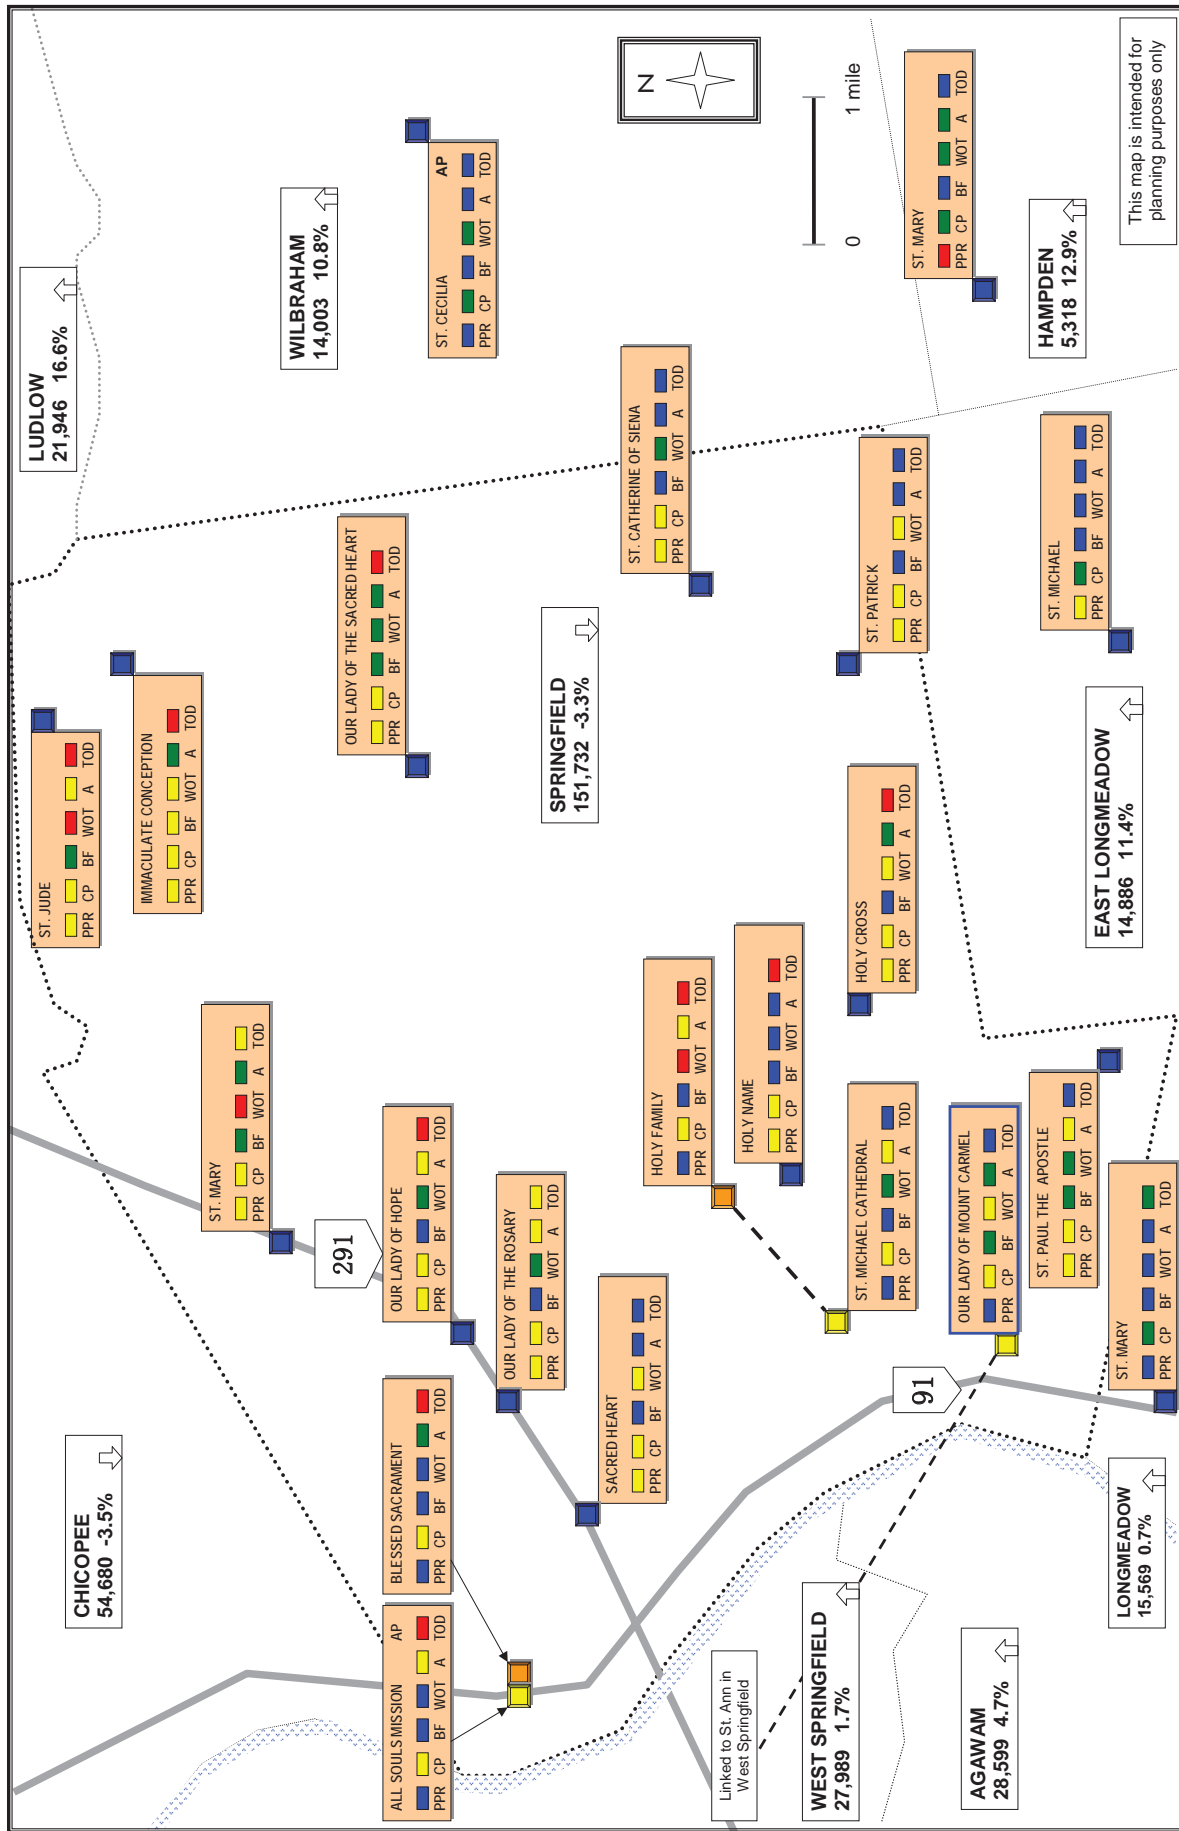 CHICOPEE
54,680 -3.5%
LUDLOW
21,946 16.6%
ST. JUDE
PPR CP BF WOT A TOD
IMMACULATE CONCEPTION
PPR CP BF WOT A TOD
ST. MARY
PPR CP BF WOT A TOD
WILBRAHAM
14,003 10.8%
291
ALL SOULS MISSION AP
PPR CP BF WOT A TOD
BLESSED SACRAMENT
PPR CP BF WOT A TOD
OUR LADY OF HOPE
PPR CP BF WOT A TOD
OUR LADY OF THE SACRED HEART
PPR CP BF WOT A TOD
ST. CECILIA AP
PPR CP BF WOT A TOD
OUR LADY OF THE ROSARY
PPR CP BF WOT A TOD
SPRINGFIELD
151,732 -3.3%
SACRED HEART
PPR CP BF WOT A TOD
ST. CATHERINE OF SIENA
PPR CP BF WOT A TOD
N
HOLY FAMILY
PPR CP BF WOT A TOD
HOLY NAME
PPR CP BF WOT A TOD
Linked to St. Ann in
West Springfield
WEST SPRINGFIELD
27,989 1.7%
0 1 mile
ST. MICHAEL CATHEDRAL
PPR CP BF WOT A TOD
HOLY CROSS
PPR CP BF WOT A TOD
ST. PATRICK
PPR CP BF WOT A TOD
91
ST. MARY
PPR CP BF WOT A TOD
OUR LADY OF MOUNT CARMEL
PPR CP BF WOT A TOD
AGAWAM
28,599 4.7%
ST. PAUL THE APOSTLE
PPR CP BF WOT A TOD
ST. MICHAEL
PPR CP BF WOT A TOD
HAMPDEN
5,318 12.9%
EAST LONGMEADOW
14,886 11.4%
LONGMEADOW
15,569 0.7%
ST. MARY
PPR CP BF WOT A TOD
This map is intended for
planning purposes only